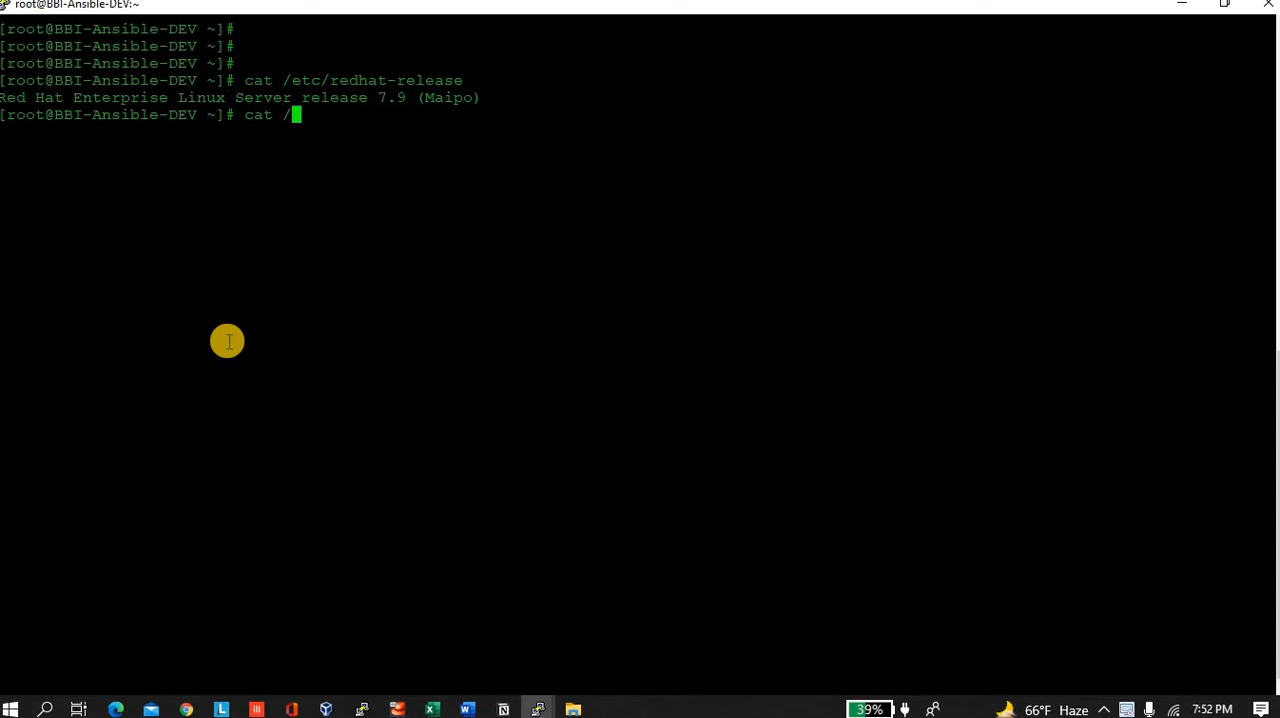 root@BBI-Ansible-DEV:~
[root@BBI-Ansible-DEV ~]#
[root@BBI-Ansible-DEV ~]#
[root@BBI-Ansible-DEV ~]#
[root@BBI-Ansible-DEV ~]# cat /etc/redhat-release
Red Hat Enterprise Linux Server release 7.9 (Maipo)
[root@BBI-Ansible-DEV ~]# cat /
39% 66°F Haze 7:52 PM